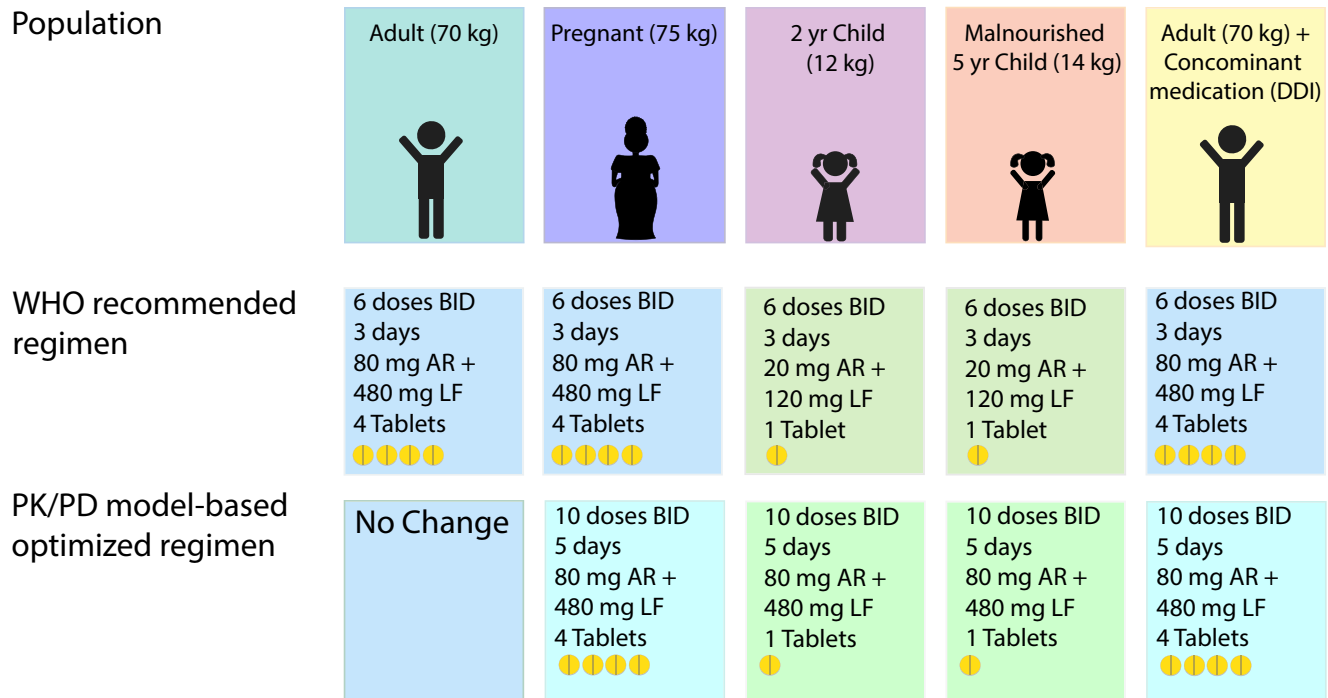 Population
Adult (70 kg)
Pregnant (75 kg)
2 yr Child
(12 kg)
Malnourished
5 yr Child (14 kg)
Adult (70 kg) +
Concominant
medication (DDI)
WHO recommended
regimen
6 doses BID
3 days
80 mg AR +
480 mg LF
4 Tablets
6 doses BID
3 days
80 mg AR +
480 mg LF
4 Tablets
6 doses BID
3 days
20 mg AR +
120 mg LF
1 Tablet
6 doses BID
3 days
20 mg AR +
120 mg LF
1 Tablet
6 doses BID
3 days
80 mg AR +
480 mg LF
4 Tablets
PK/PD model-based
optimized regimen
No Change
10 doses BID
5 days
80 mg AR +
480 mg LF
4 Tablets
10 doses BID
5 days
80 mg AR +
480 mg LF
1 Tablets
10 doses BID
5 days
80 mg AR +
480 mg LF
1 Tablets
10 doses BID
5 days
80 mg AR +
480 mg LF
4 Tablets